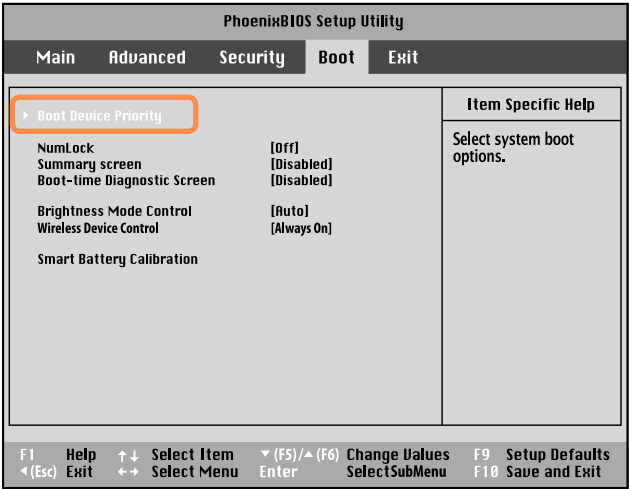 PhoenixBIOS Setup Utility
Main Advanced Security Boot Exit
Boot Device Priority
NumLock [Off]
Summary screen [Disabled]
Boot-time Diagnostic Screen [Disabled]
Brightness Mode Control [Auto]
Wireless Device Control [Always On]
Smart Battery Calibration
Item Specific Help
Select system boot
options.
F1 Help ↑↓ Select Item ▼(F5)/▲(F6) Change Values F9 Setup Defaults
◄(Esc) Exit ←→ Select Menu Enter SelectSubMenu F10 Save and Exit